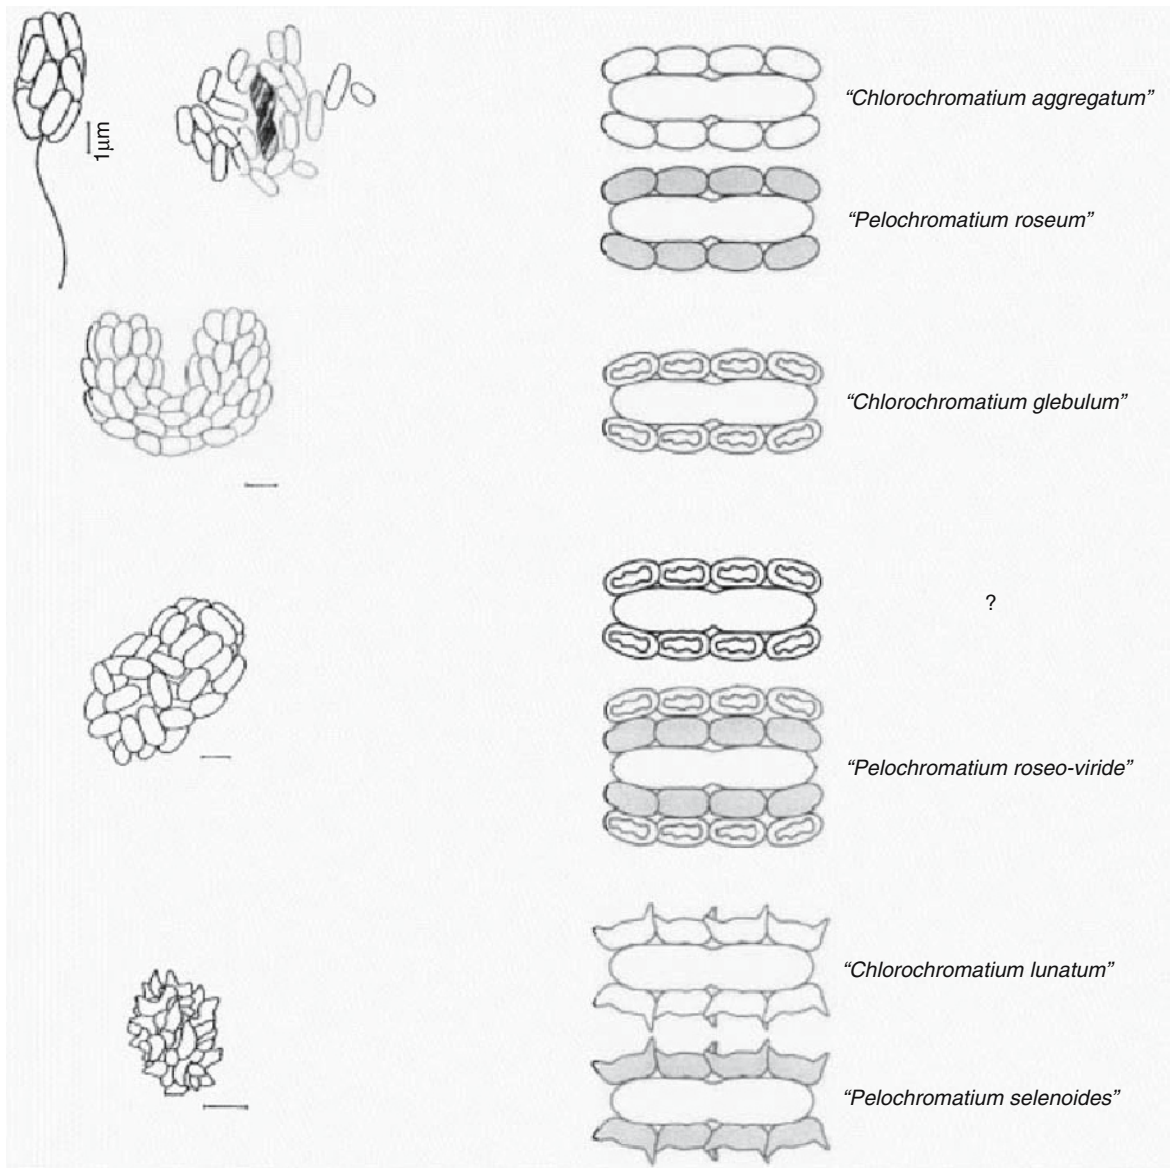 1μm
“Chlorochromatium aggregatum”
“Pelochromatium roseum”
“Chlorochromatium glebulum”
?
“Pelochromatium roseo-viride”
“Chlorochromatium lunatum”
“Pelochromatium selenoides”